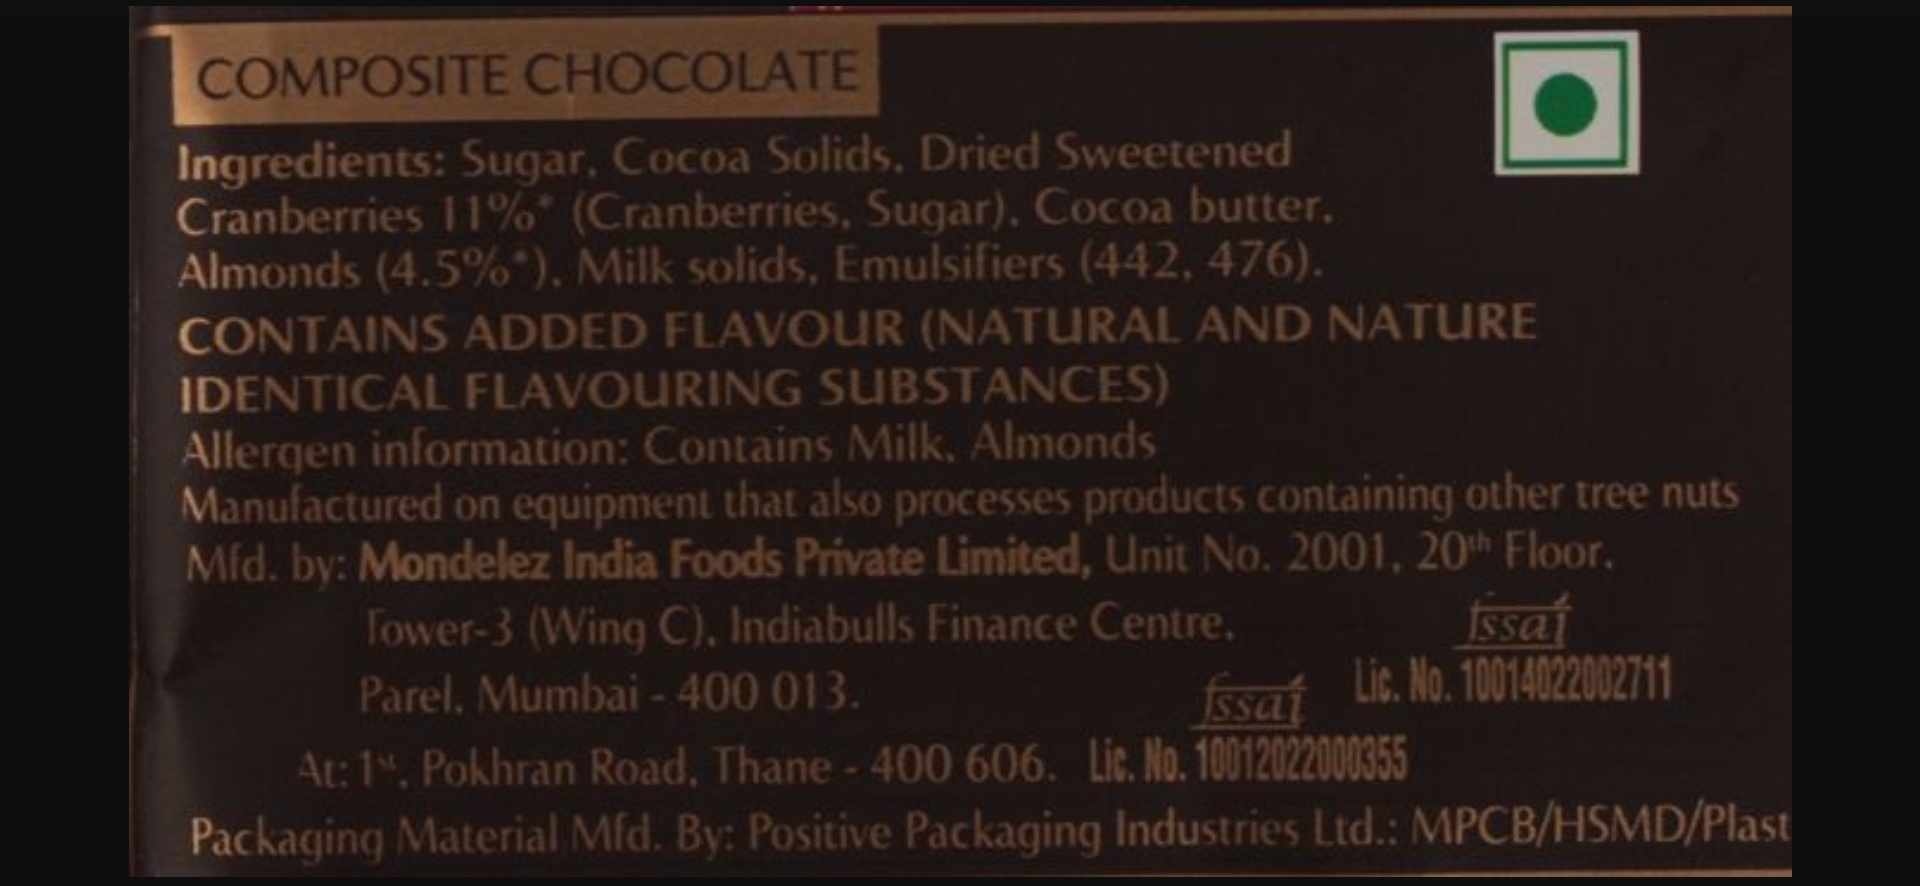 COMPOSITE CHOCOLATE
Ingredients: Sugar, Cocoa Solids, Dried Sweetened
Cranberries 11%* (Cranberries, Sugar), Cocoa butter,
Almonds (4.5%*), Milk solids, Emulsifiers (442, 476).
CONTAINS ADDED FLAVOUR (NATURAL AND NATURE
IDENTICAL FLAVOURING SUBSTANCES)
Allergen information: Contains Milk, Almonds
Manufactured on equipment that also processes products containing other tree nuts
Mfd. by: Mondelez India Foods Private Limited, Unit No. 2001, 20th Floor,
Tower-3 (Wing C), Indiabulls Finance Centre,
fssai
Lic. No. 10014022002711
Parel, Mumbai - 400 013.
fssai
At: 1st, Pokhran Road, Thane - 400 606. Lic. No. 10012022000355
Packaging Material Mfd. By: Positive Packaging Industries Ltd.: MPCB/HSMD/Plast